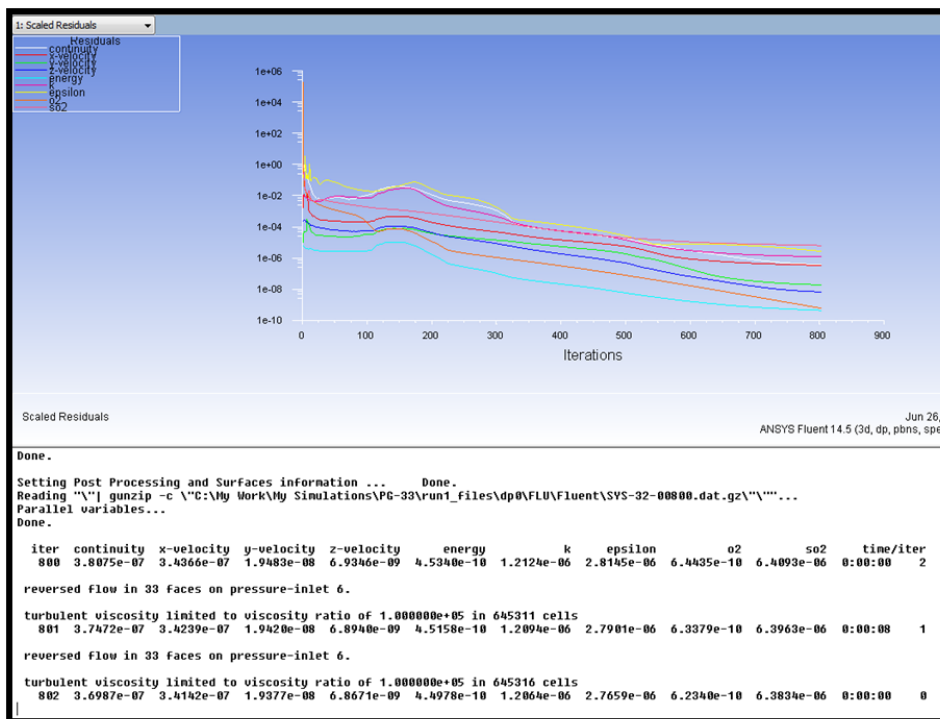 1: Scaled Residuals
Residuals
continuity
x-velocity
y-velocity
z-velocity
energy
k
epsilon
o2
so2
1e+06
1e+04
1e+02
1e+00
1e-02
1e-04
1e-06
1e-08
1e-10
0 100 200 300 400 500 600 700 800 900
Iterations
Scaled Residuals
Jun 26,
ANSYS Fluent 14.5 (3d, dp, pbns, spe
Done.
Setting Post Processing and Surfaces information ... Done.
Reading "\"| gunzip -c \"C:\My Work\My Simulations\PG-33\run1_files\dp0\FLU\Fluent\SYS-32-00800.dat.gz\"\""...
Parallel variables...
Done.
iter continuity x-velocity y-velocity z-velocity energy k epsilon o2 so2 time/iter
800 3.8075e-07 3.4366e-07 1.9483e-08 6.9346e-09 4.5340e-10 1.2124e-06 2.8145e-06 6.4435e-10 6.4093e-06 0:00:00 2
reversed flow in 33 faces on pressure-inlet 6.
turbulent viscosity limited to viscosity ratio of 1.000000e+05 in 645311 cells
801 3.7472e-07 3.4239e-07 1.9420e-08 6.8940e-09 4.5158e-10 1.2094e-06 2.7901e-06 6.3379e-10 6.3963e-06 0:00:08 1
reversed flow in 33 faces on pressure-inlet 6.
turbulent viscosity limited to viscosity ratio of 1.000000e+05 in 645316 cells
802 3.6987e-07 3.4142e-07 1.9377e-08 6.8671e-09 4.4978e-10 1.2064e-06 2.7659e-06 6.2340e-10 6.3834e-06 0:00:00 0